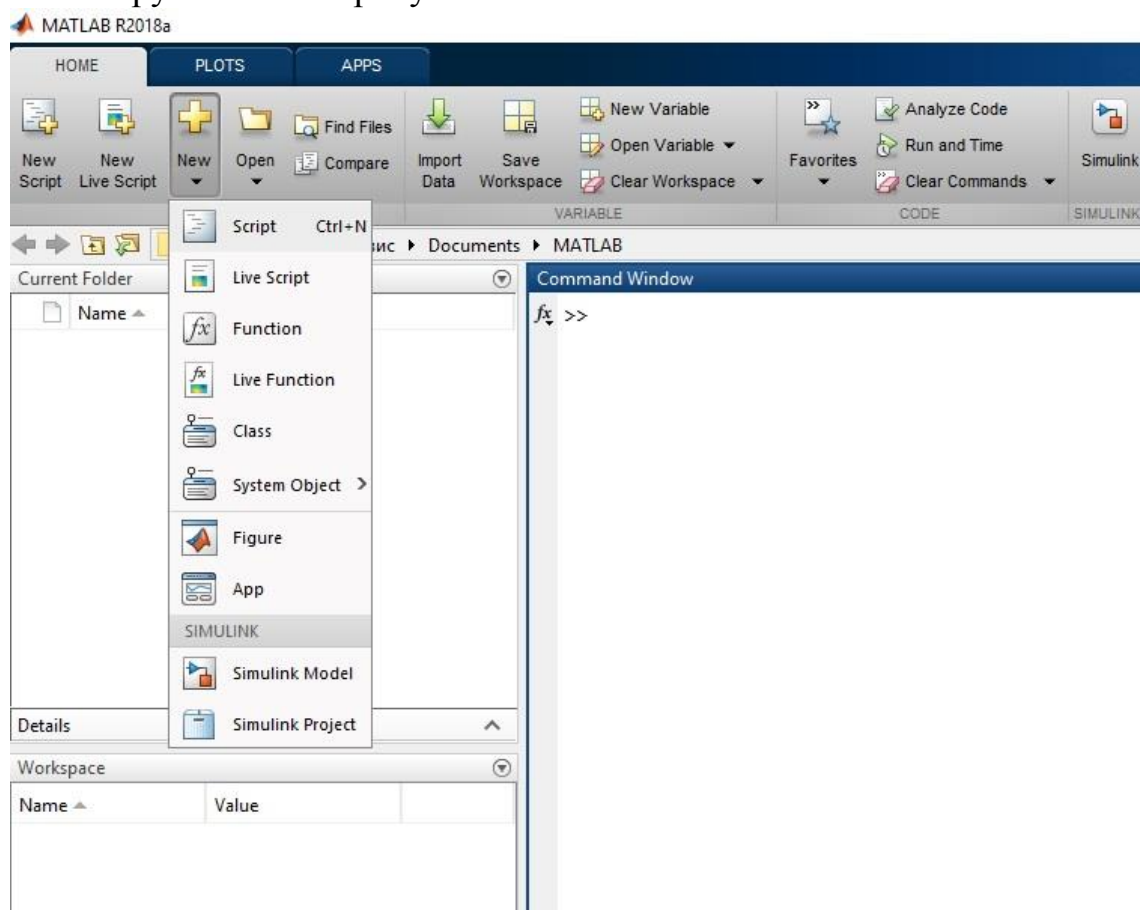 MATLAB R2018a
HOME PLOTS APPS
New Script
New Live Script
New
Open
Find Files
Compare
Import Data
Save Workspace
New Variable
Open Variable
Clear Workspace
Favorites
Analyze Code
Run and Time
Clear Commands
Simulink
VARIABLE CODE SIMULINK
Documents MATLAB
Current Folder
Name
Script Ctrl+N
Live Script
fx Function
fx Live Function
Class
System Object
Figure
App
SIMULINK
Simulink Model
Simulink Project
Details
Workspace
Name Value
Command Window
fx >>